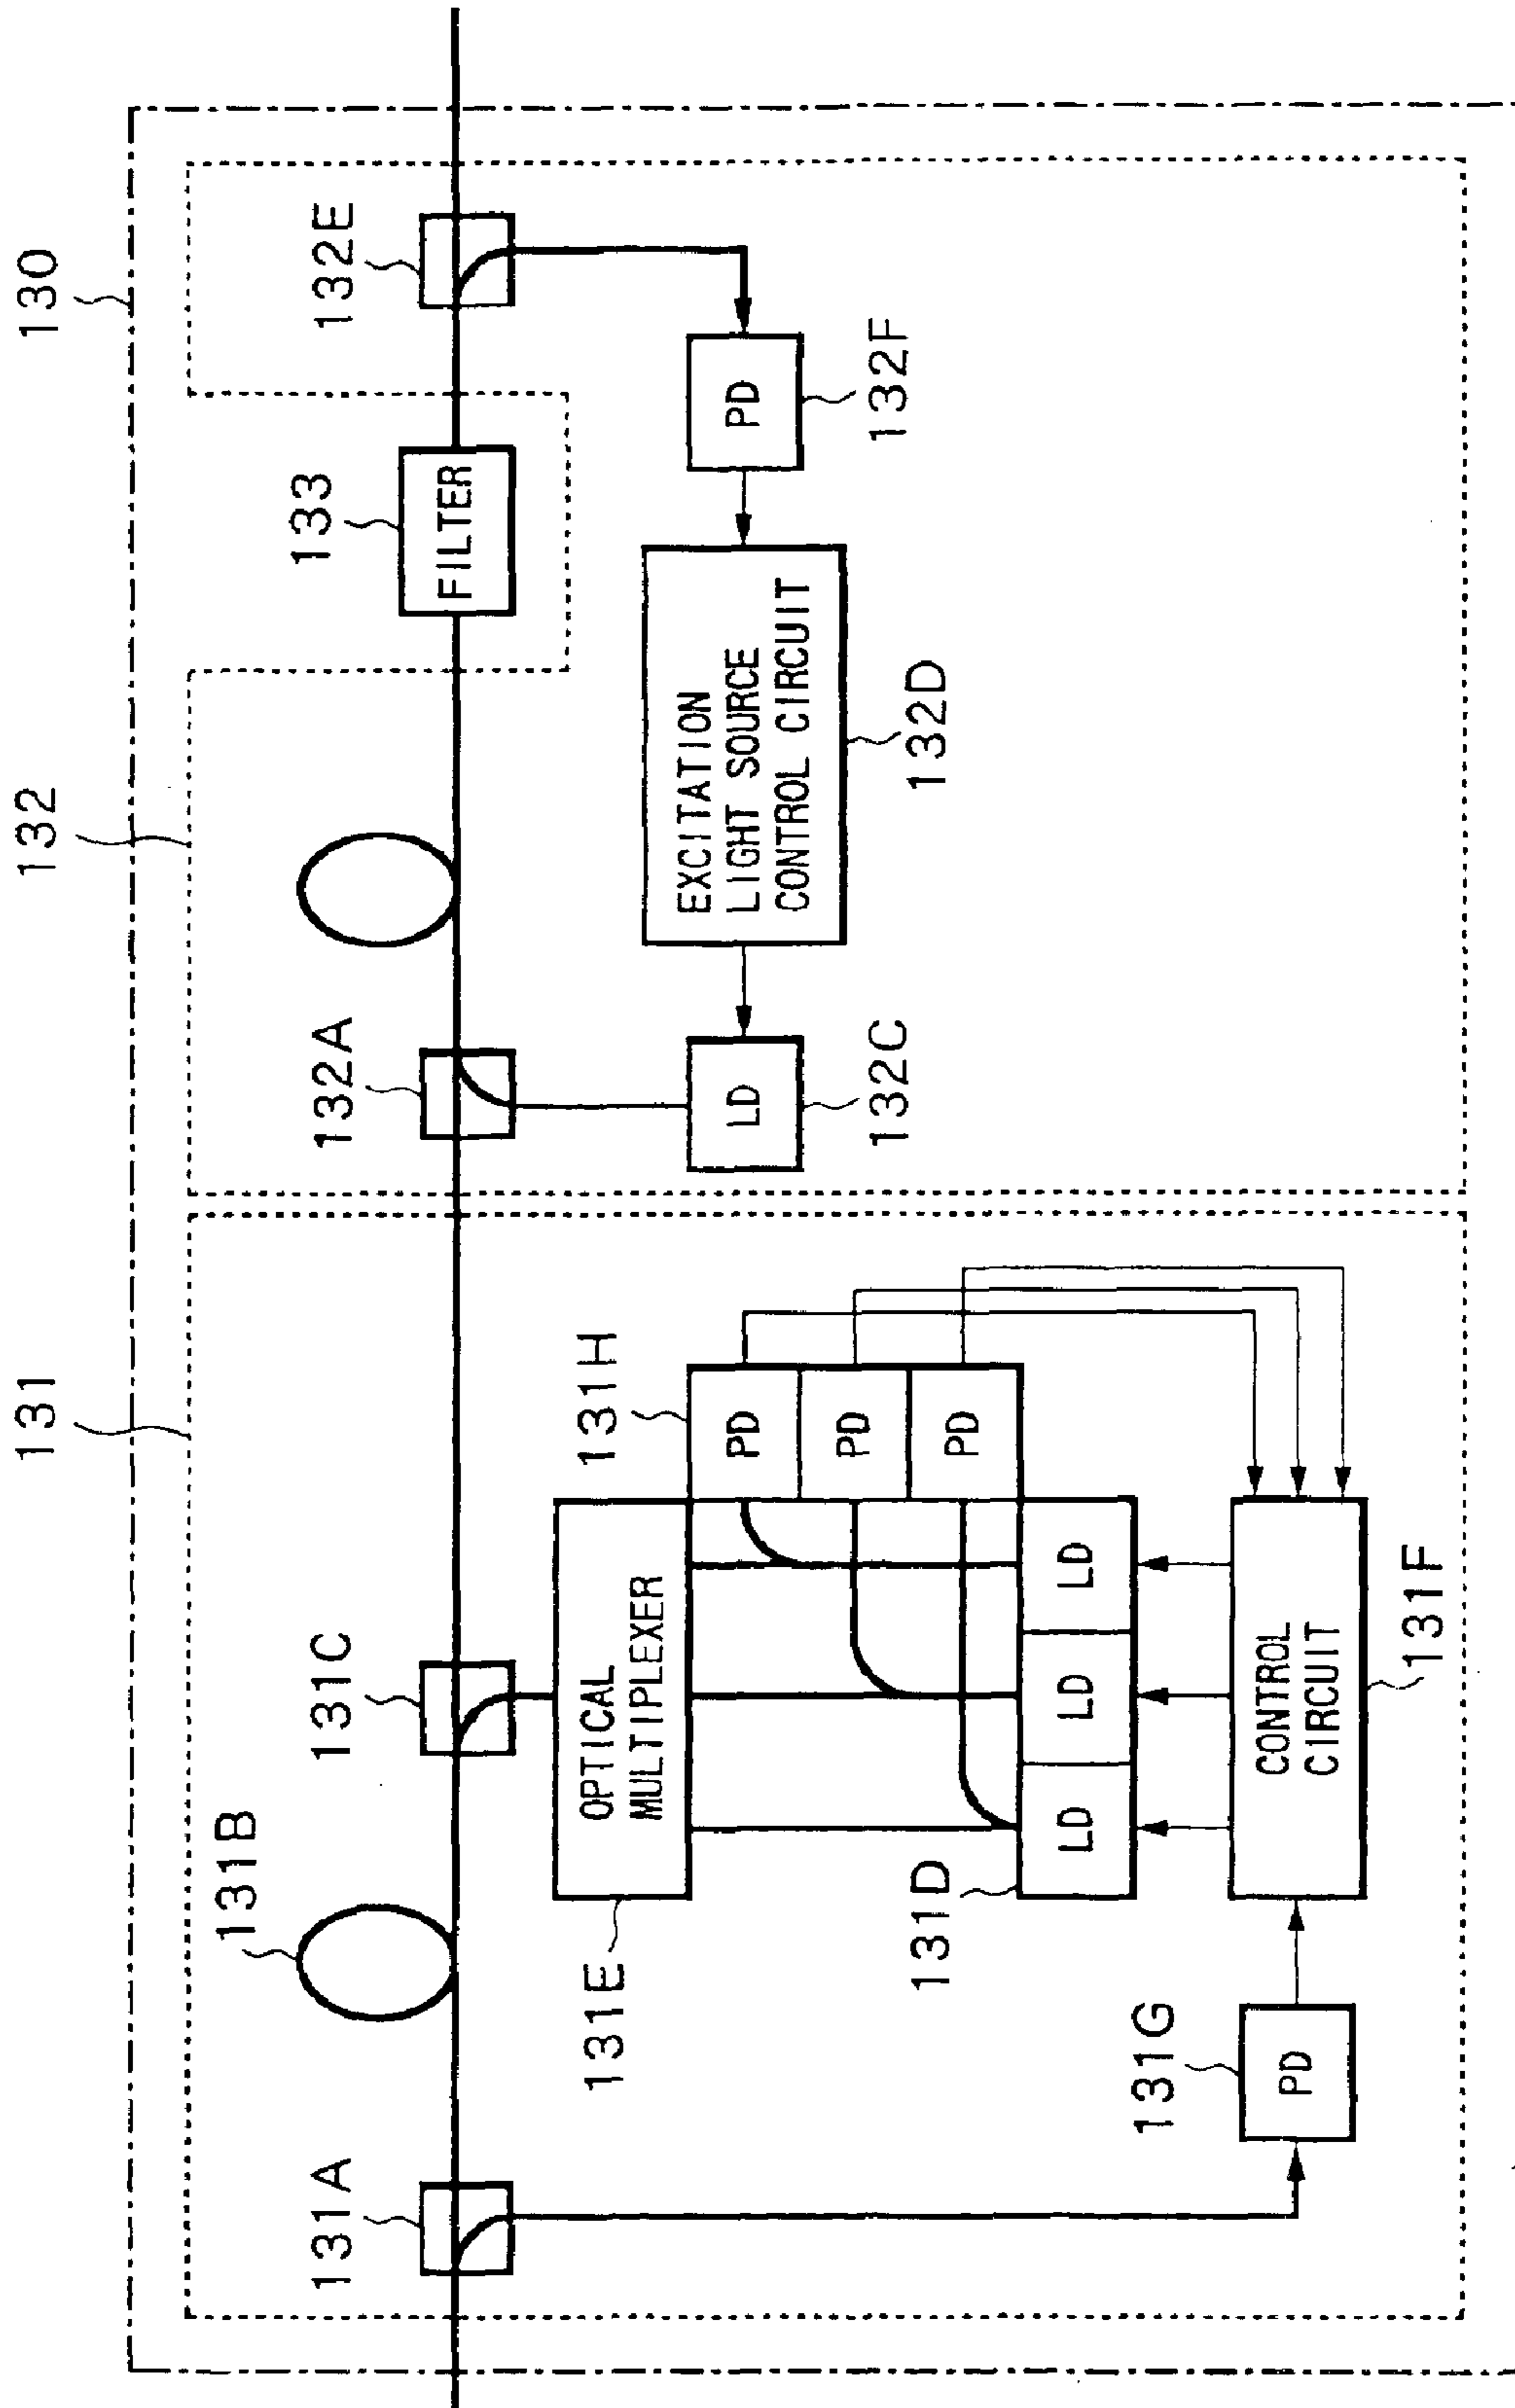 130
131
132
131A
131B
131C
132A
133
FILTER
132E
OPTICAL
MULTIPLEXER
131E
131H
PD
PD
PD
131D
LD
LD
LD
CONTROL
CIRCUIT
131F
131G
PD
LD
132C
EXCITATION
LIGHT SOURCE
CONTROL CIRCUIT
132D
PD
132F